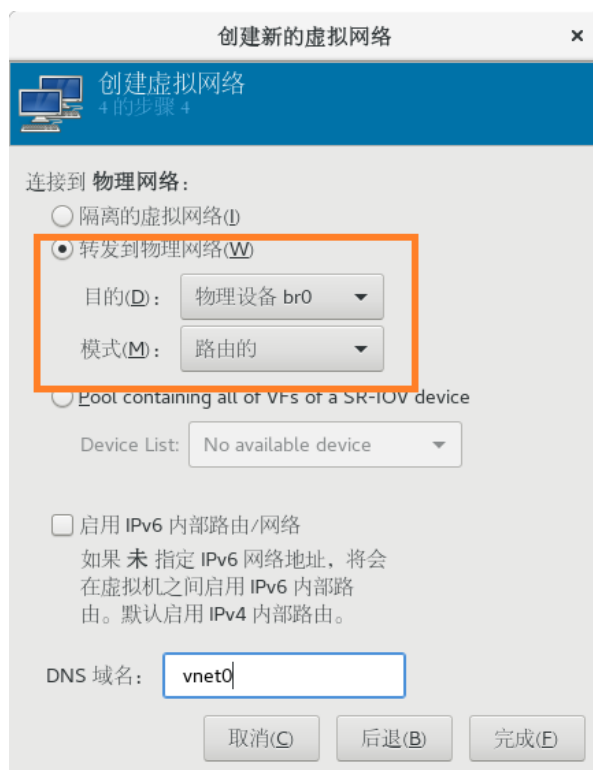 创建新的虚拟网络 ×
创建虚拟网络
4 的步骤 4
连接到 物理网络：
隔离的虚拟网络(I)
转发到物理网络(W)
目的(D)： 物理设备 br0
模式(M)： 路由的
Pool containing all of VFs of a SR-IOV device
Device List: No available device
启用 IPv6 内部路由/网络
如果 未 指定 IPv6 网络地址，将会
在虚拟机之间启用 IPv6 内部路
由。默认启用 IPv4 内部路由。
DNS 域名： vnet0
取消(C) 后退(B) 完成(F)